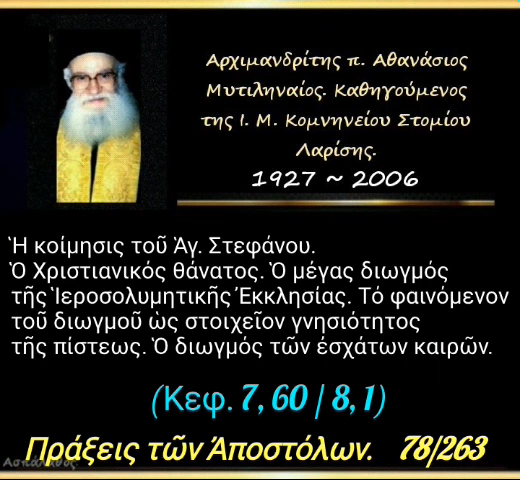 Αρχιμανδρίτης π. Αθανάσιος
Μυτιληναίος. Καθηγούμενος
της Ι. Μ. Κομνηνείου Στομίου
Λαρίσης.
1927 ~ 2006
Ἡ κοίμησις τοῦ Ἁγ. Στεφάνου.
Ὁ Χριστιανικός θάνατος. Ὁ μέγας διωγμός
τῆς Ἱεροσολυμητικῆς Ἐκκλησίας. Τό φαινόμενον
τοῦ διωγμοῦ ὡς στοιχεῖον γνησιότητος
τῆς πίστεως. Ὁ διωγμός τῶν ἐσχάτων καιρῶν.
(Κεφ. 7, 60 / 8, 1)
Πράξεις τῶν Ἀποστόλων. 78/263
Ασπάλαθος.